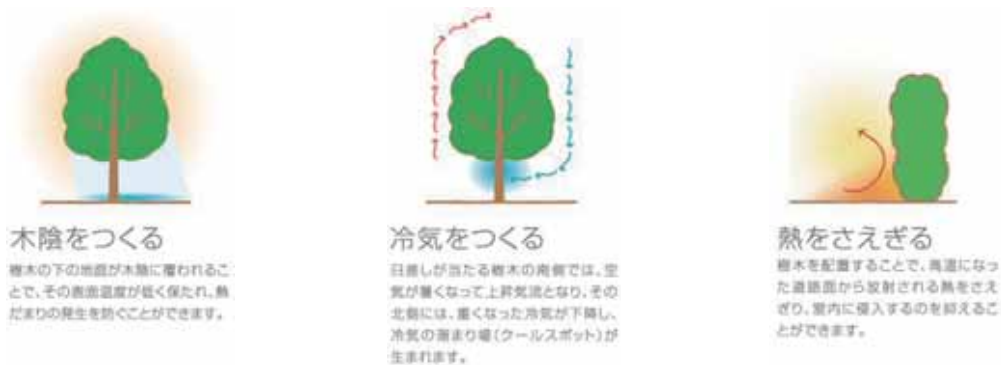 木陰をつくる
樹木の下の地面が木陰に覆われるこ
とで、その表面温度が低く保たれ、熱
だまりの発生を防ぐことができます。
冷気をつくる
日差しが当たる樹木の南側では、空
気が暑くなって上昇気流となり、その
北側には、重くなった冷気が下降し、
冷気の溜まり場(クールスポット)が
生まれます。
熱をさえぎる
樹木を配置することで、高温になっ
た道路面から放射される熱をさえ
ぎり、室内に侵入するのを抑えるこ
とができます。